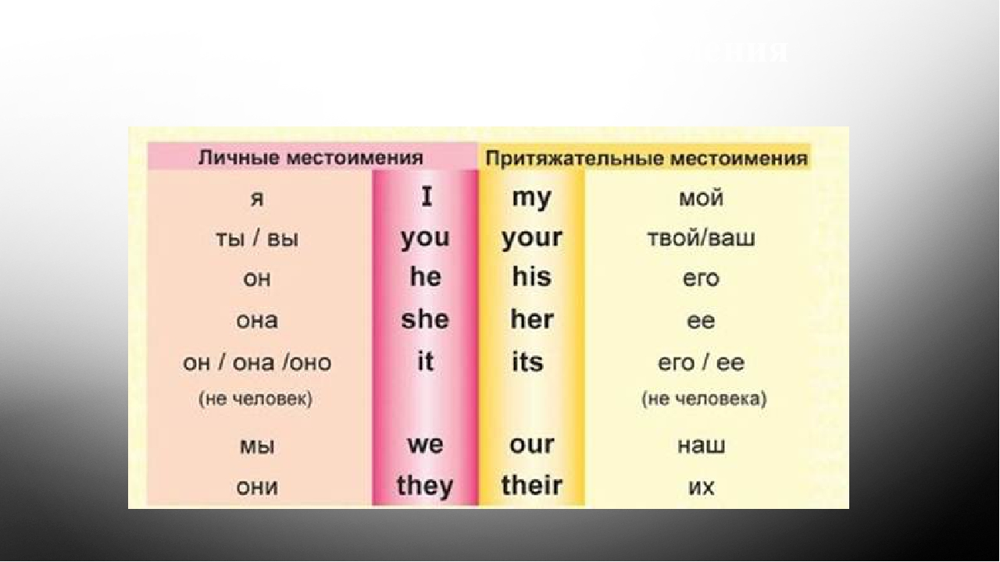 Личные местоимения Притяжательные местоимения
я I my мой
ты / вы you your твой/ваш
он he his его
она she her ее
он / она /оно it its его / ее
(не человек) (не человека)
мы we our наш
они they their их